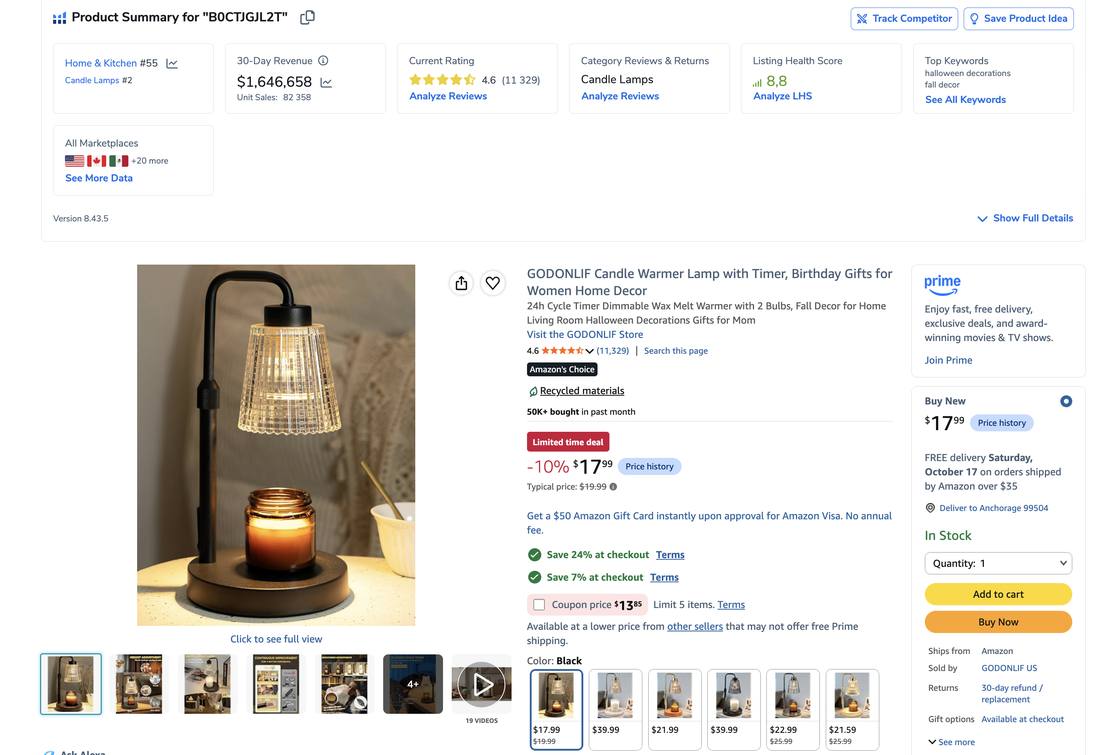 Product Summary for "B0CTJGJL2T"
Track Competitor
Save Product Idea
Home & Kitchen #55
Candle Lamps #2
30-Day Revenue
$1,646,658
Unit Sales: 82 358
Current Rating
4.6 (11 329)
Analyze Reviews
Category Reviews & Returns
Candle Lamps
Analyze Reviews
Listing Health Score
8,8
Analyze LHS
Top Keywords
halloween decorations
fall decor
See All Keywords
All Marketplaces
+20 more
See More Data
Version 8.43.5
Show Full Details
Click to see full view
4+
19 VIDEOS
Ask Alexa
GODONLIF Candle Warmer Lamp with Timer, Birthday Gifts for
Women Home Decor
24h Cycle Timer Dimmable Wax Melt Warmer with 2 Bulbs, Fall Decor for Home
Living Room Halloween Decorations Gifts for Mom
Visit the GODONLIF Store
4.6 (11,329) | Search this page
Amazon's Choice
Recycled materials
50K+ bought in past month
Limited time deal
-10% $17 99 Price history
Typical price: $19.99
Get a $50 Amazon Gift Card instantly upon approval for Amazon Visa. No annual
fee.
Save 24% at checkout Terms
Save 7% at checkout Terms
Coupon price $13 85 Limit 5 items. Terms
Available at a lower price from other sellers that may not offer free Prime
shipping.
Color: Black
$17.99 $39.99 $21.99 $39.99 $22.99 $21.59
$19.99 $25.99 $25.99
prime
Enjoy fast, free delivery,
exclusive deals, and award-
winning movies & TV shows.
Join Prime
Buy New
$17 99 Price history
FREE delivery Saturday,
October 17 on orders shipped
by Amazon over $35
Deliver to Anchorage 99504
In Stock
Quantity: 1
Add to cart
Buy Now
Ships from Amazon
Sold by GODONLIF US
Returns 30-day refund /
replacement
Gift options Available at checkout
See more